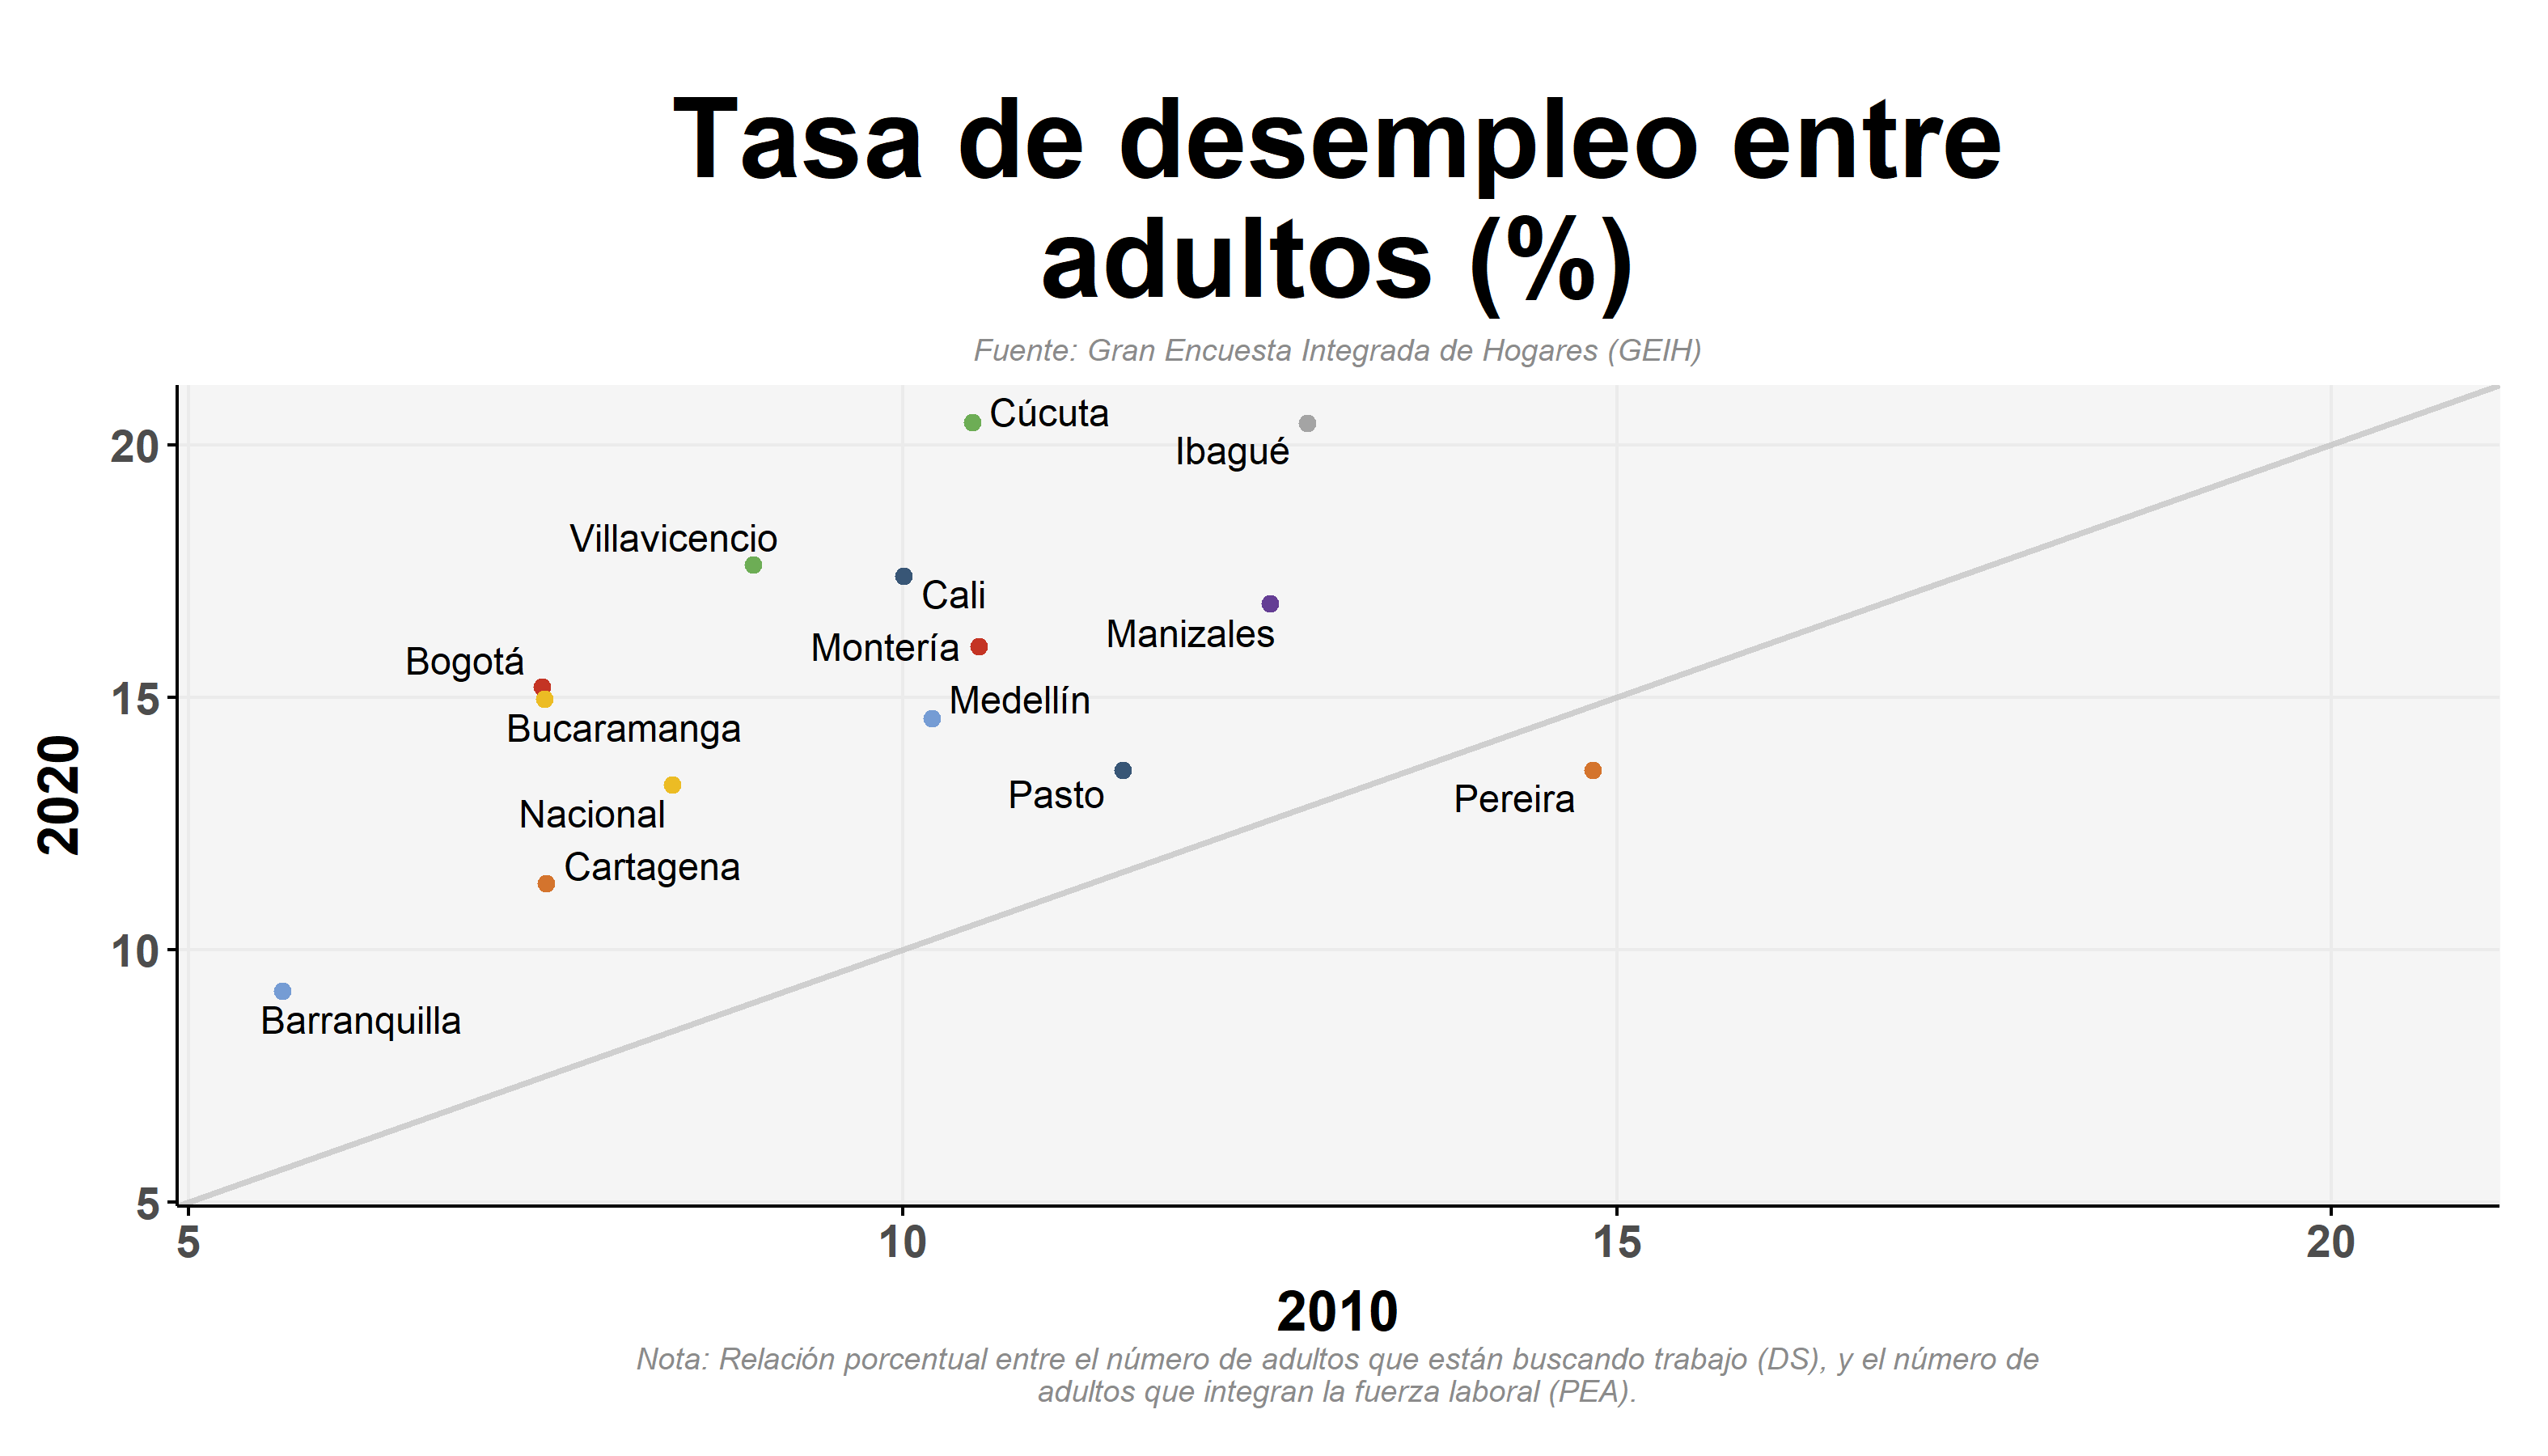 Tasa de desempleo entre
adultos (%)
Fuente: Gran Encuesta Integrada de Hogares (GEIH)
Cúcuta
Ibagué
20
Villavicencio
Cali
Manizales
Montería
Bogotá
Medellín
15
Bucaramanga
Pasto
Pereira
Nacional
2020
Cartagena
10
Barranquilla
5
5 10 15 20
2010
Nota: Relación porcentual entre el número de adultos que están buscando trabajo (DS), y el número de
adultos que integran la fuerza laboral (PEA).